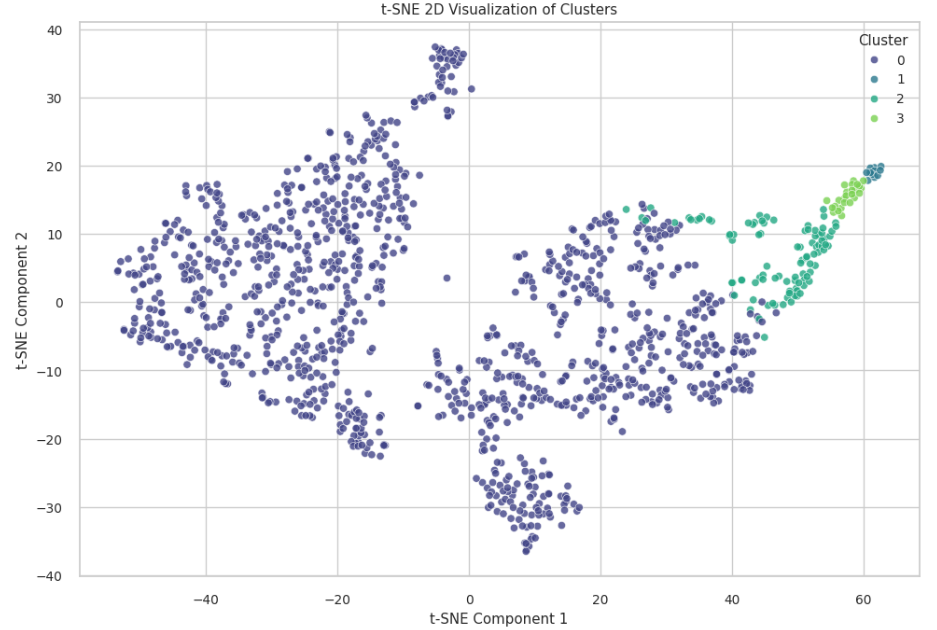 t-SNE 2D Visualization of Clusters
Cluster
0
1
2
3
40
30
20
10
0
−10
−20
−30
−40
t-SNE Component 2
−40 −20 0 20 40 60
t-SNE Component 1